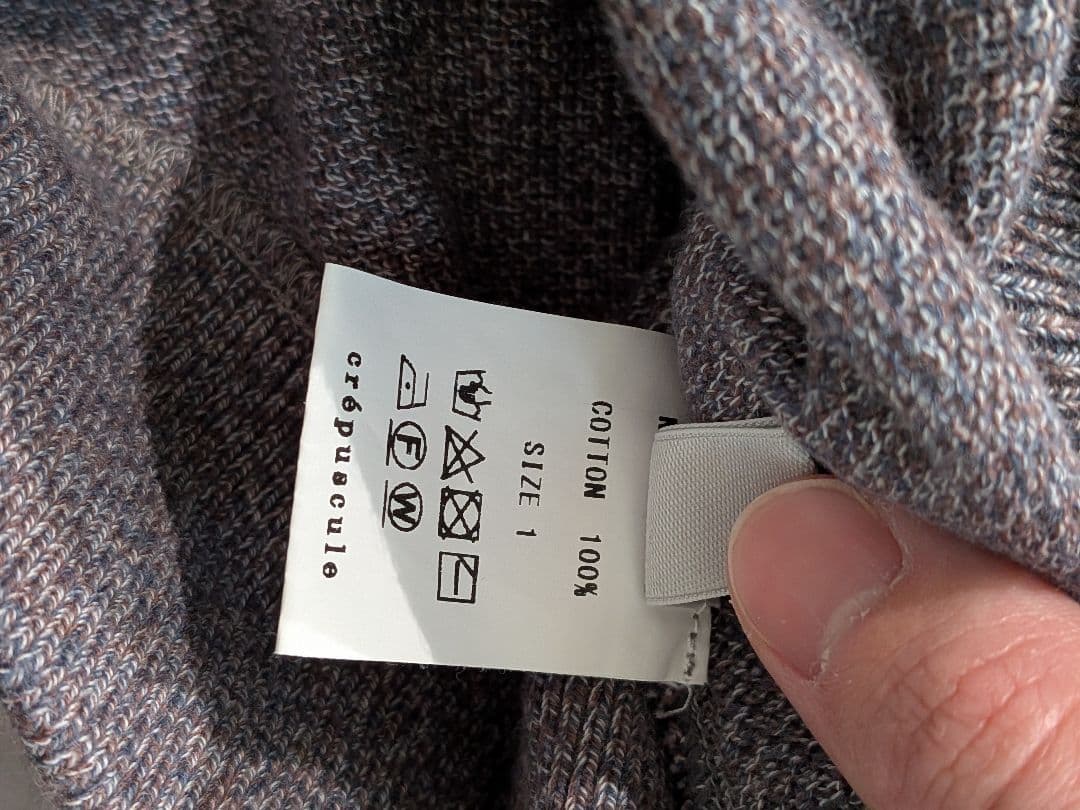 COTTON 100%
SIZE 1
F W
crépuscule